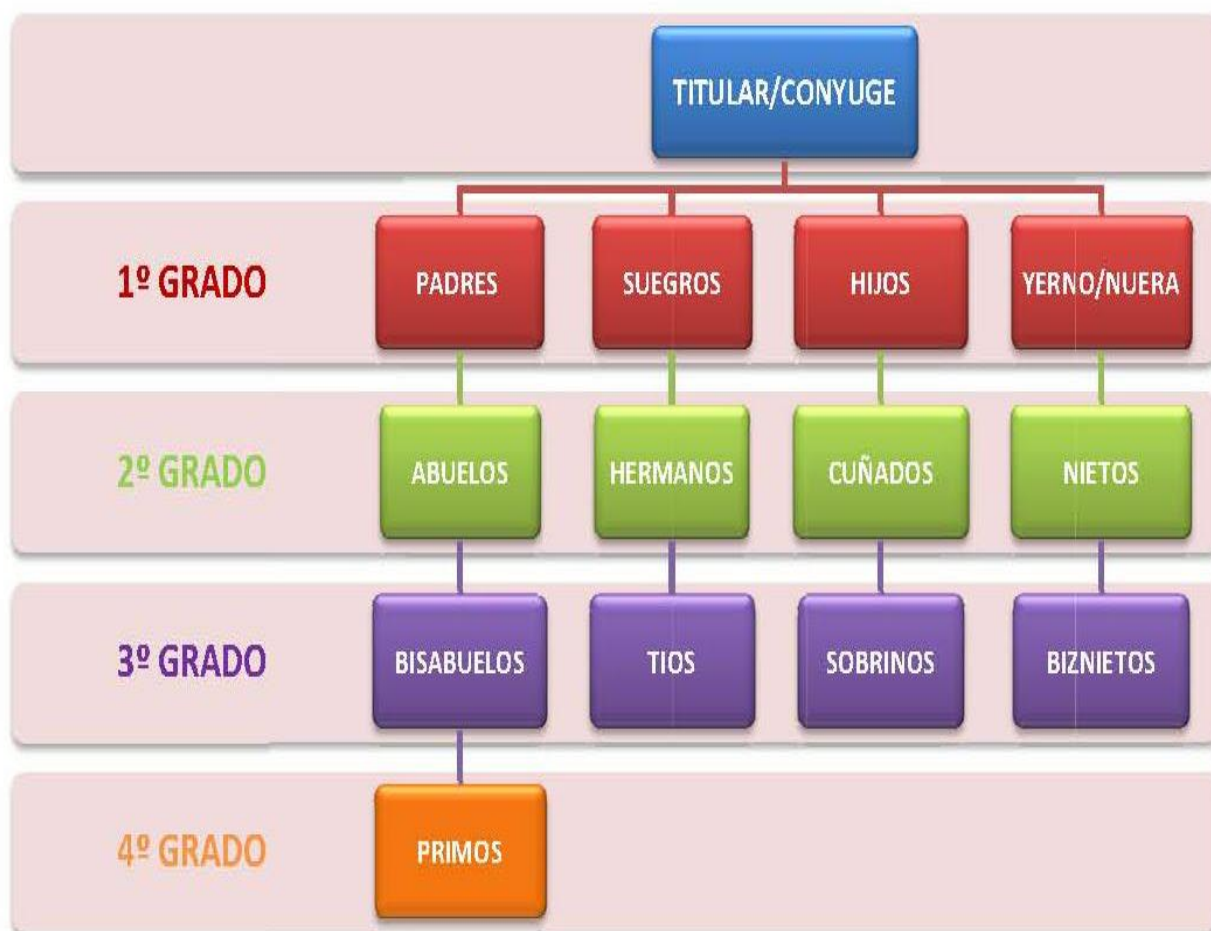 TITULAR/CONYUGE
1º GRADO
PADRES
SUEGROS
HIJOS
YERNO/NUERA
2º GRADO
ABUELOS
HERMANOS
CUÑADOS
NIETOS
3º GRADO
BISABUELOS
TIOS
SOBRINOS
BIZNIETOS
4º GRADO
PRIMOS